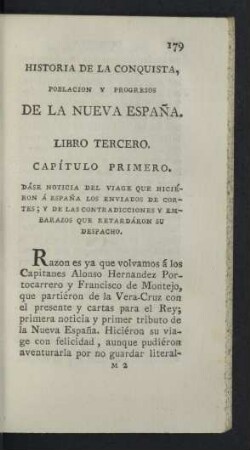 179
HISTORIA DE LA CONQUISTA,
POBLACION Y PROGRESOS
DE LA NUEVA ESPAÑA.
LIBRO TERCERO.
CAPÍTULO PRIMERO.
DÁSE NOTICIA DEL VIAGE QUE HICIÉ-
RON Á ESPAÑA LOS ENVIADOS DE COR-
TES; Y DE LAS CONTRADICCIONES Y EM-
BARAZOS QUE RETARDÁRON SU
DESPACHO.
Razon es ya que volvamos á los
Capitanes Alonso Hernandez Por-
tocarrero y Francisco de Montejo,
que partiéron de la Vera-Cruz con
el presente y cartas para el Rey;
primera noticia y primer tributo de
la Nueva España. Hiciéron su via-
ge con felicidad, aunque pudiéron
aventurarla por no guardar literal-
M 2